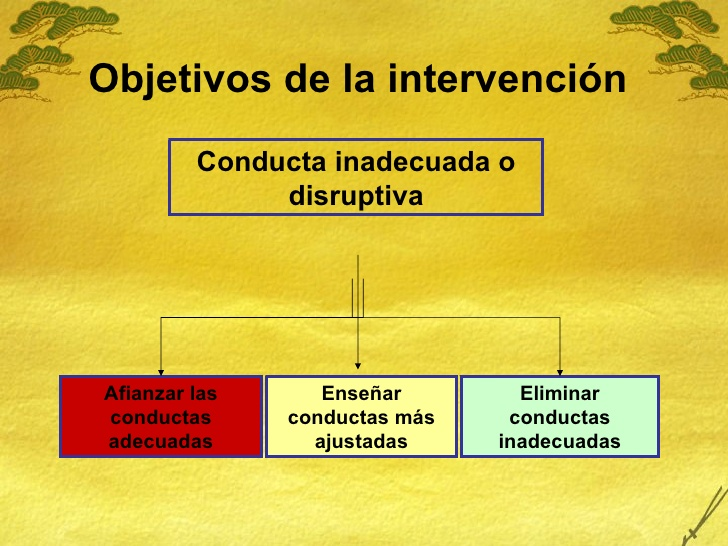 Objetivos de la intervención
Conducta inadecuada o
disruptiva
Afianzar las
conductas
adecuadas
Enseñar
conductas más
ajustadas
Eliminar
conductas
inadecuadas